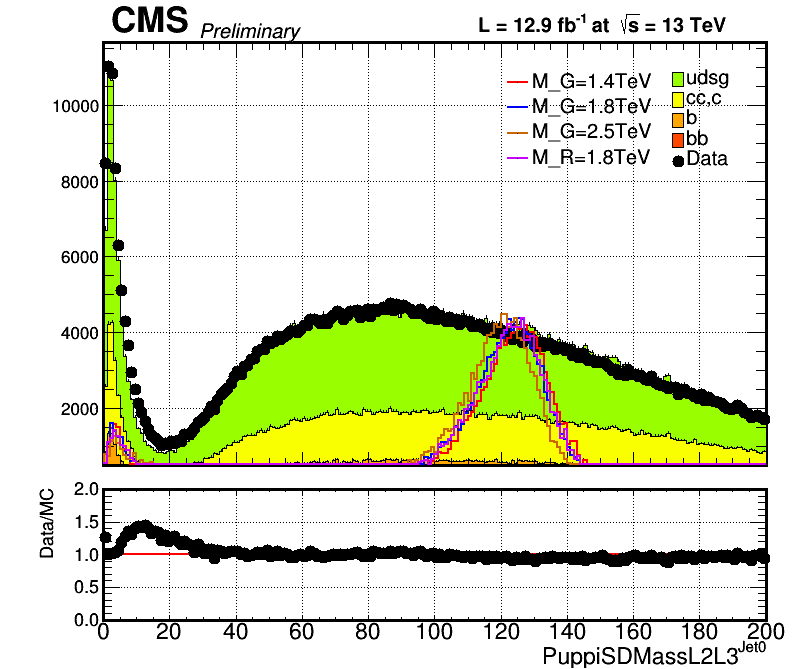 CMS Preliminary L = 12.9 fb⁻¹ at √s = 13 TeV
M_G=1.4TeV udsg
M_G=1.8TeV cc,c
M_G=2.5TeV b
M_R=1.8TeV bb
Data
10000
8000
6000
4000
2000
2.0
1.5
1.0
0.5
0.0
Data/MC
0 20 40 60 80 100 120 140 160 180 200
PuppiSDMassL2L3^Jet0